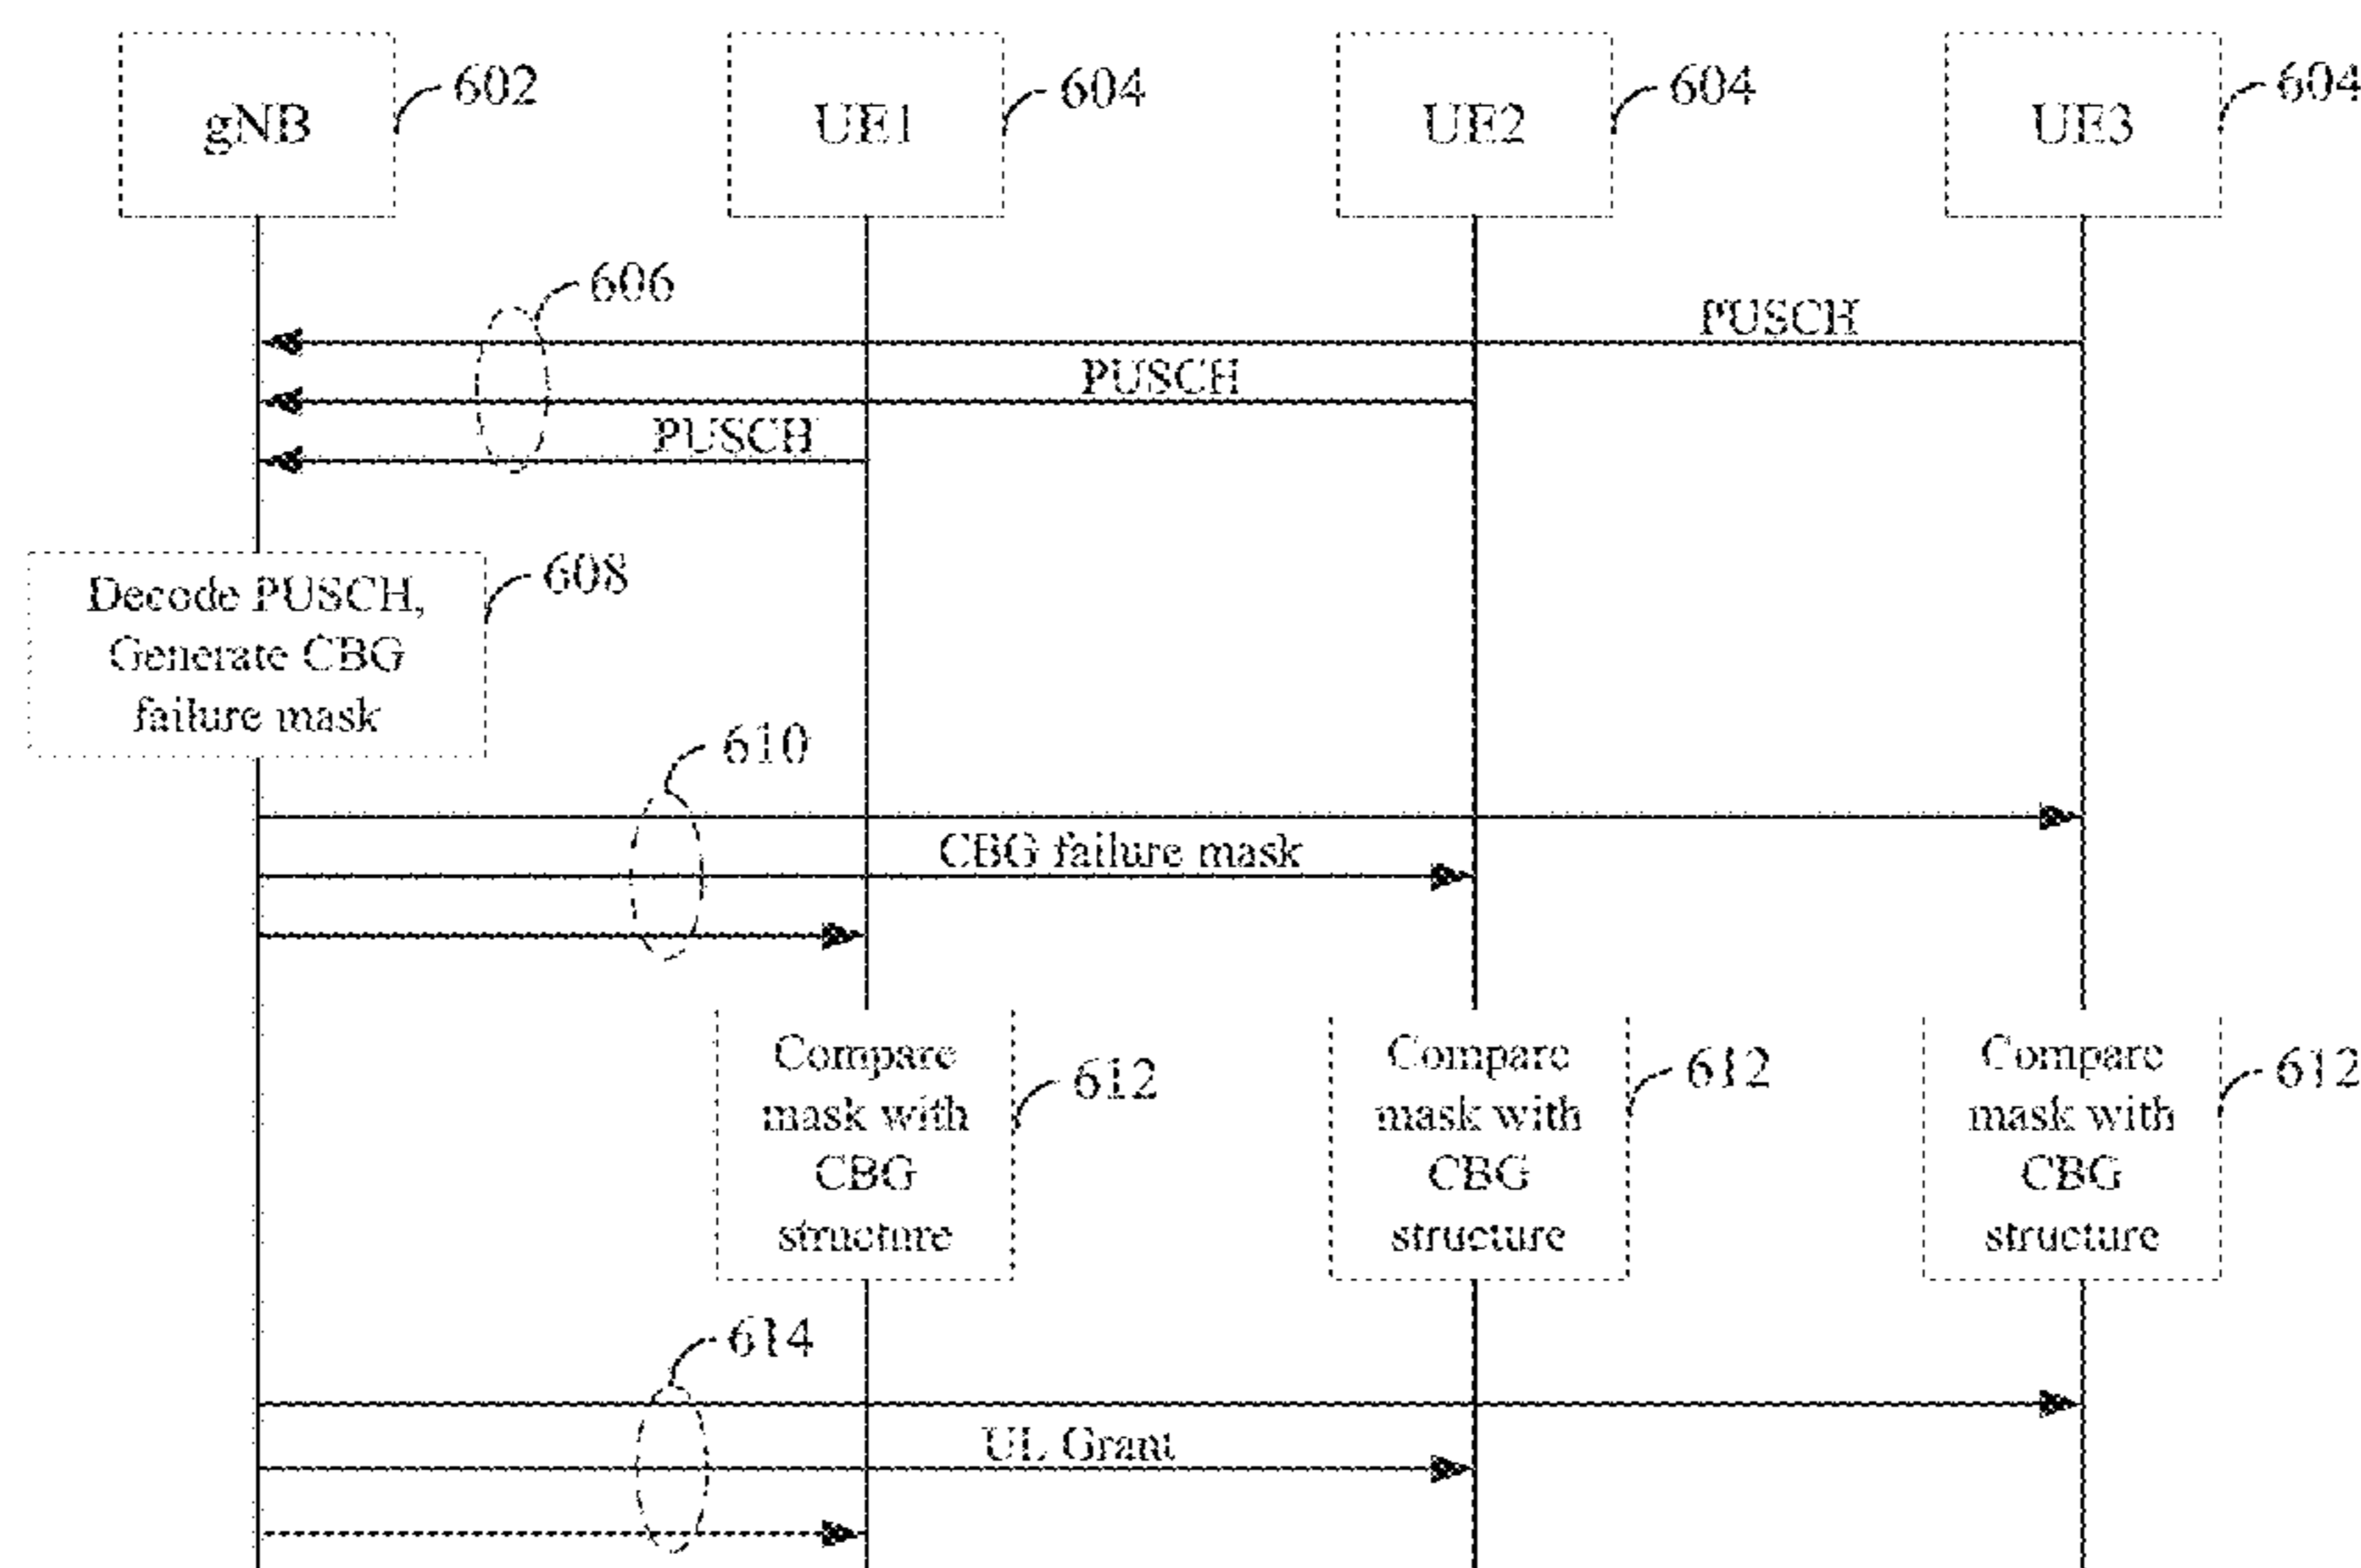 gNB
602
UE1
604
UE2
604
UE3
604
606
PUSCH
PUSCH
PUSCH
Decode PUSCH,
Generate CBG
failure mask
608
610
CBG failure mask
Compare
mask with
CBG
structure
612
Compare
mask with
CBG
structure
612
Compare
mask with
CBG
structure
612
614
UL Grant